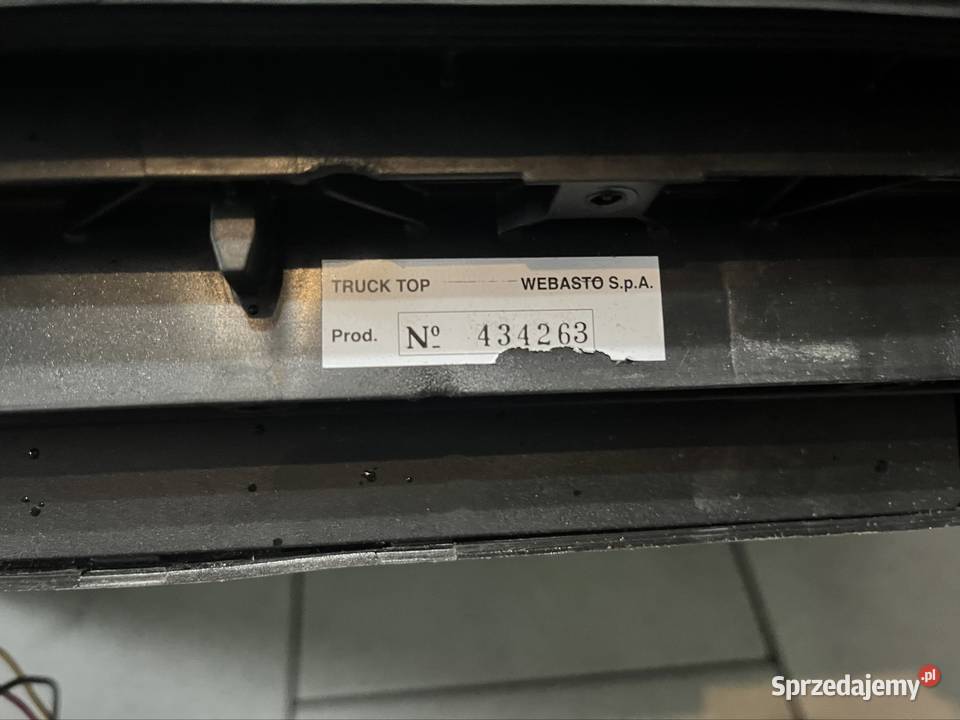 TRUCK TOP WEBASTO S.p.A.
Prod. Nº 434263
Sprzedajemy.pl